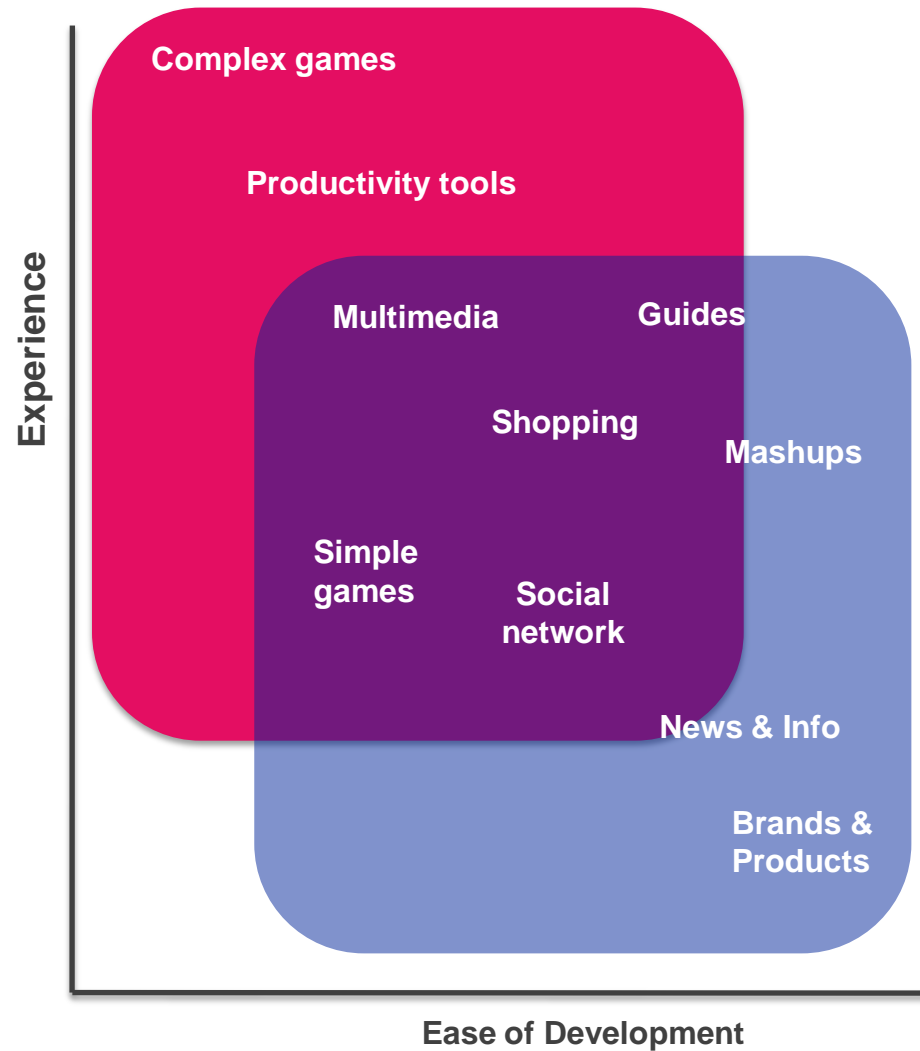 Complex games
Productivity tools
Experience
Multimedia
Guides
Shopping
Mashups
Simple
games
Social
network
News & Info
Brands &
Products
Ease of Development